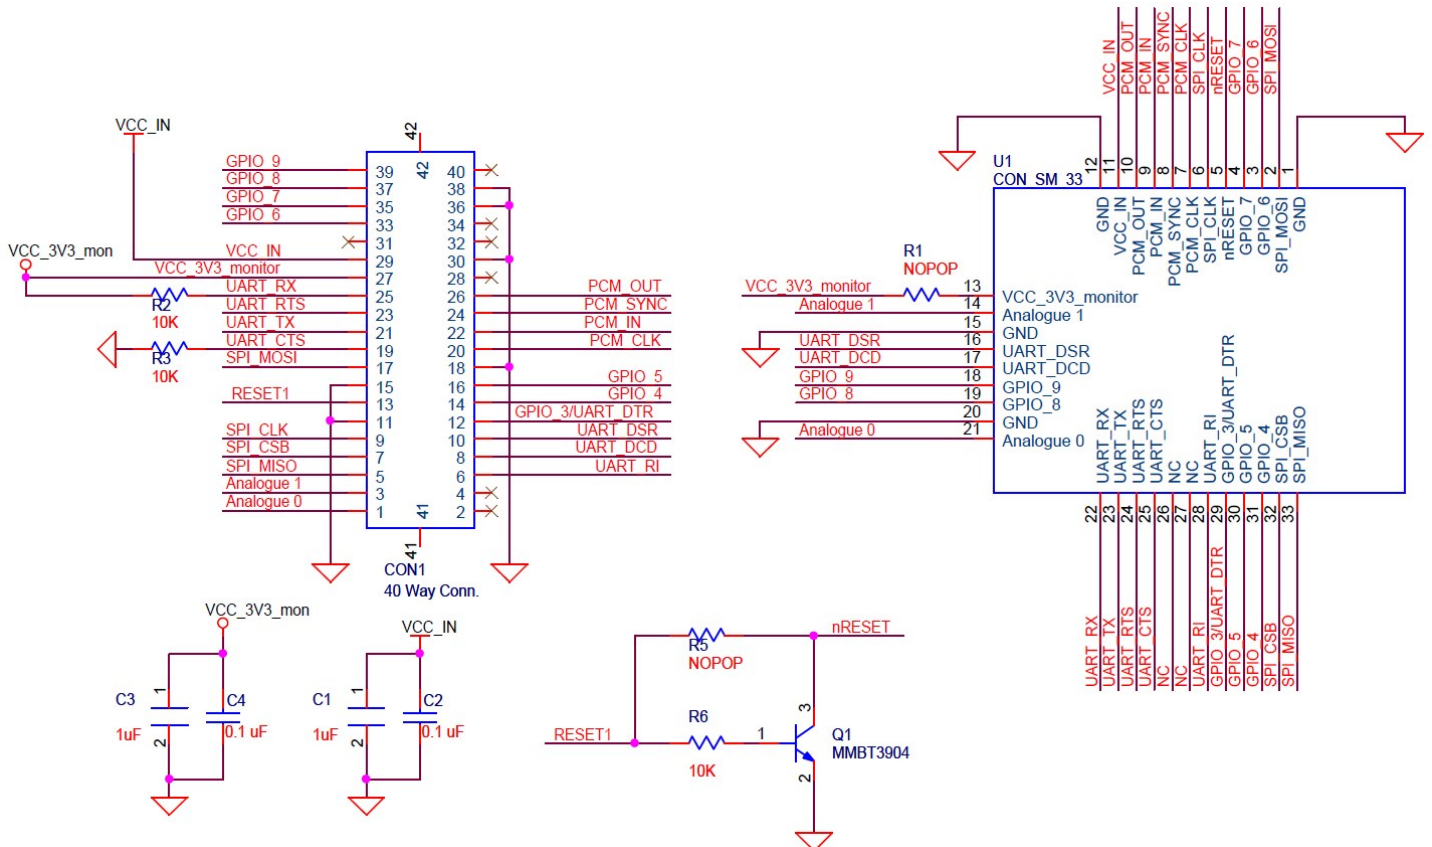 VCC_IN
PCM_OUT
PCM_IN
PCM_SYNC
PCM_CLK
SPI_CLK
nRESET
GPIO_7
GPIO_6
SPI_MOSI
VCC_IN
42
GPIO_9
GPIO_8
GPIO_7
GPIO_6
VCC_IN
VCC_3V3_mon
VCC_3V3_monitor
UART_RX
UART_RTS
UART_TX
UART_CTS
SPI_MOSI
RESET1
SPI_CLK
SPI_CSB
SPI_MISO
Analogue 1
Analogue 0
R2
10K
R3
10K
42
39 40
37 38
35 36
33 34
31 32
29 30
27 28
25 26
23 24
21 22
19 20
17 18
15 16
13 14
11 12
9 10
7 8
5 6
3 4
1 2
41
41
CON1
40 Way Conn.
PCM_OUT
PCM_SYNC
PCM_IN
PCM_CLK
GPIO_5
GPIO_4
GPIO_3/UART_DTR
UART_DSR
UART_DCD
UART_RI
U1
CON_SM_33
12
11
10
9
8
7
6
5
4
3
2
1
GND
VCC_IN
PCM_OUT
PCM_IN
PCM_SYNC
PCM_CLK
SPI_CLK
nRESET
GPIO_7
GPIO_6
SPI_MOSI
GND
R1
NOPOP
VCC_3V3_monitor 13 VCC_3V3_monitor
Analogue 1 14 Analogue 1
15 GND
UART_DSR 16 UART_DSR
UART_DCD 17 UART_DCD
GPIO_9 18 GPIO_9
GPIO_8 19 GPIO_8
20 GND
Analogue 0 21 Analogue 0
UART_RX
UART_TX
UART_RTS
UART_CTS
NC
NC
UART_RI
GPIO_3/UART_DTR
GPIO_5
GPIO_4
SPI_CSB
SPI_MISO
22
23
24
25
26
27
28
29
30
31
32
33
UART_RX
UART_TX
UART_RTS
UART_CTS
NC
NC
UART_RI
GPIO_3/UART_DTR
GPIO_5
GPIO_4
SPI_CSB
SPI_MISO
VCC_3V3_mon
C3
1uF
1
2
C4
0.1 uF
VCC_IN
C1
1uF
1
2
C2
0.1 uF
nRESET
R5
NOPOP
RESET1
R6
10K
1
3
2
Q1
MMBT3904